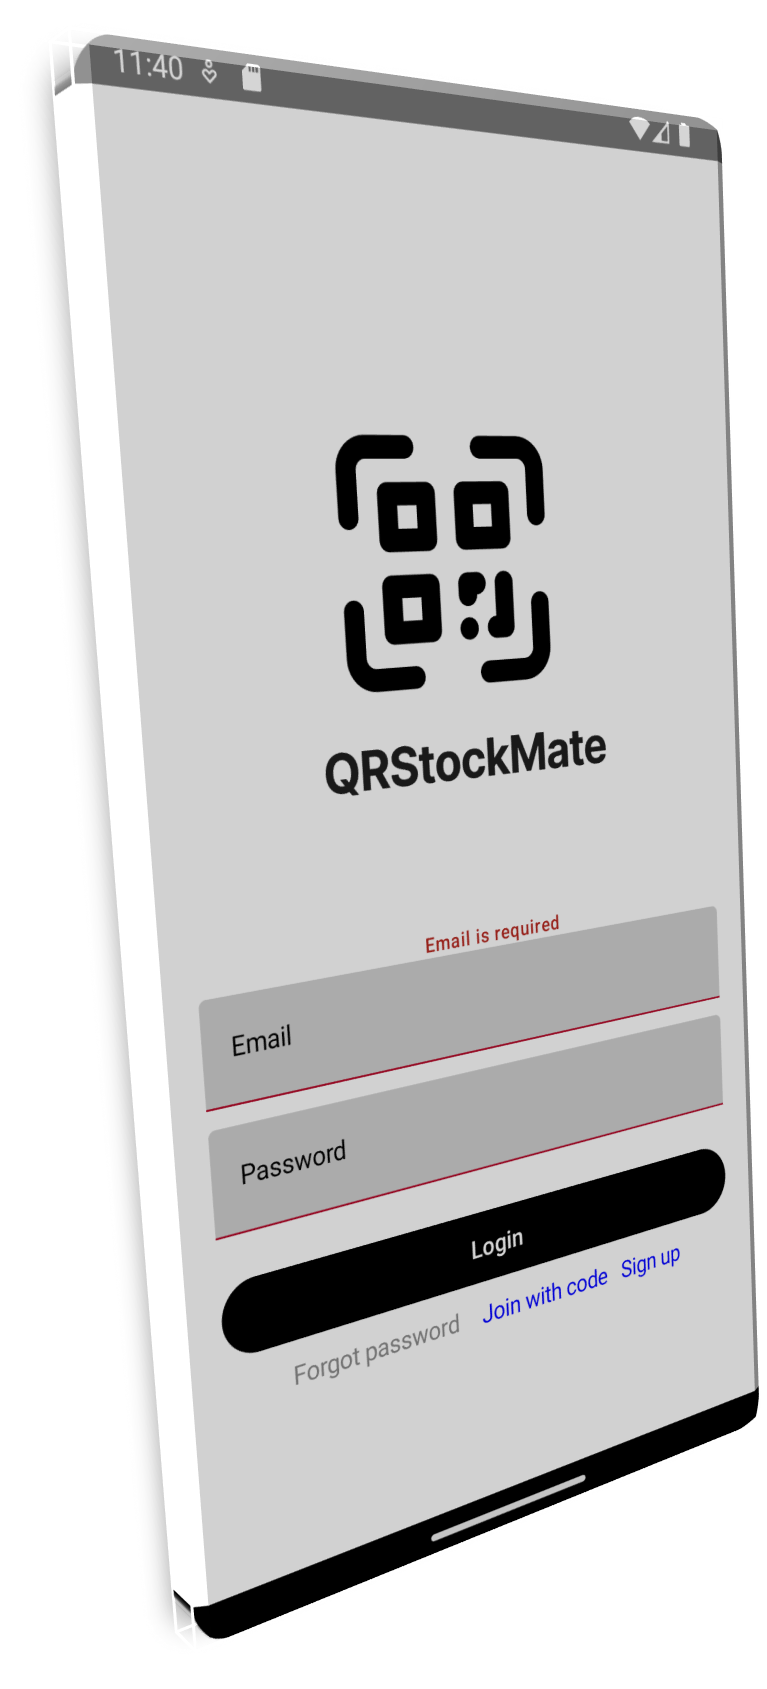 11:40
QRStockMate
Email is required
Email
Password
Login
Forgot password Join with code Sign up